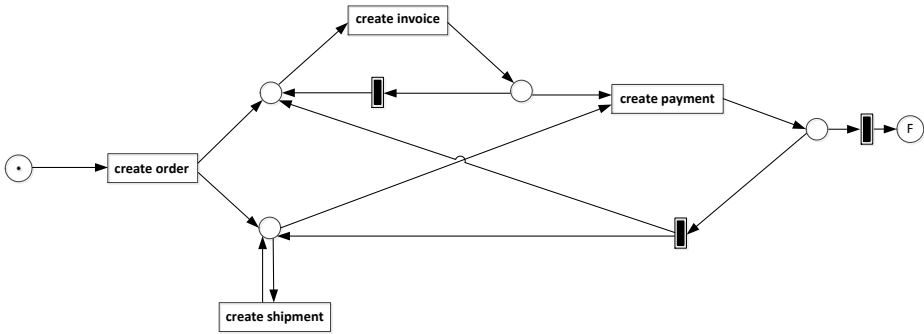 create invoice
create payment
F
create order
create shipment